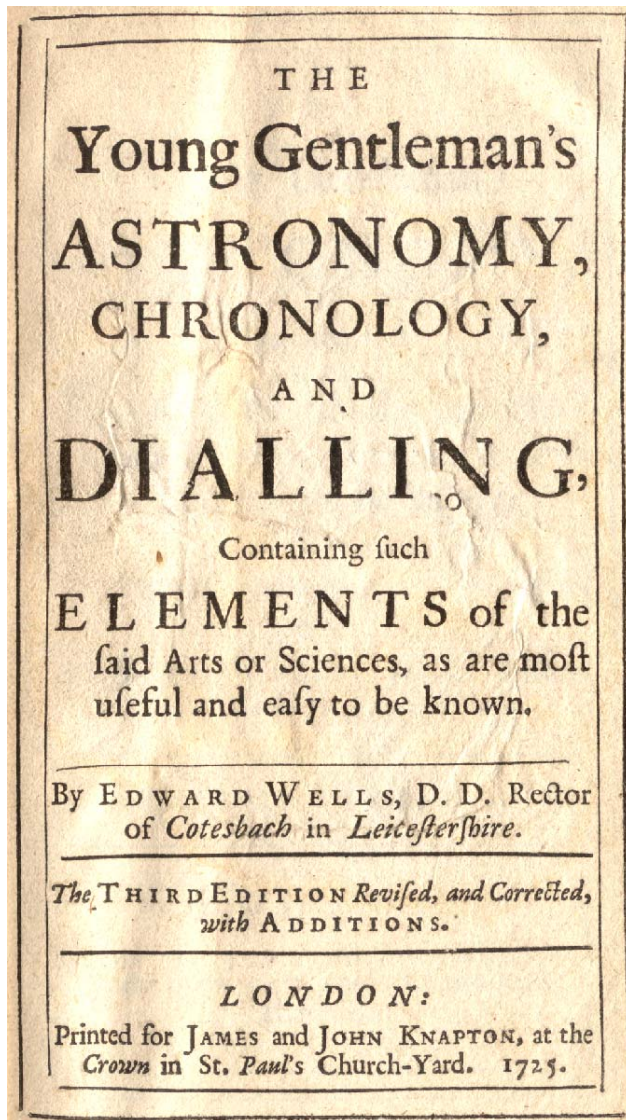 THE
Young Gentleman's
ASTRONOMY,
CHRONOLOGY,
AND
DIALLING,
Containing ſuch
ELEMENTS of the
ſaid Arts or Sciences, as are moſt
uſeful and eaſy to be known.
By EDWARD WELLS, D. D. Rector
of Cotesbach in Leiceſterſhire.
The THIRD EDITION Reviſed, and Corrected,
with ADDITIONS.
LONDON:
Printed for JAMES and JOHN KNAPTON, at the
Crown in St. Paul's Church-Yard. 1725.